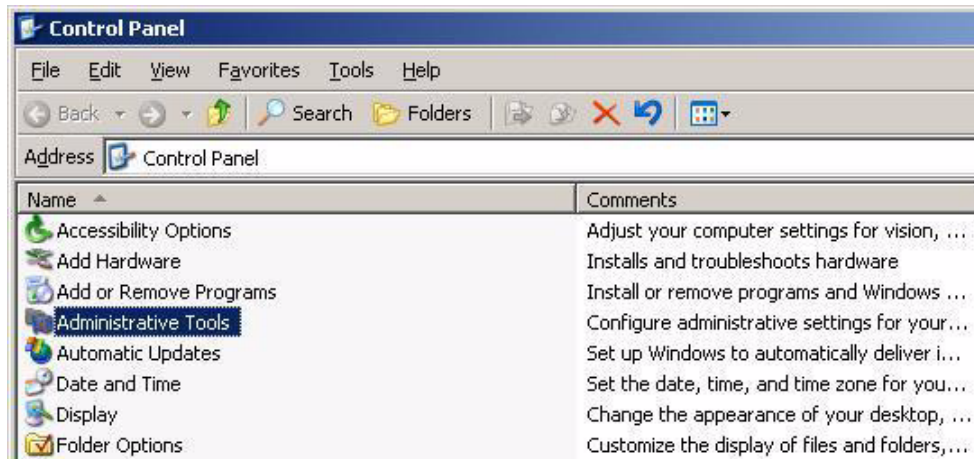 Control Panel
File Edit View Favorites Tools Help
Back Search Folders
Address Control Panel
Name Comments
Accessibility Options Adjust your computer settings for vision, ...
Add Hardware Installs and troubleshoots hardware
Add or Remove Programs Install or remove programs and Windows ...
Administrative Tools Configure administrative settings for your...
Automatic Updates Set up Windows to automatically deliver i...
Date and Time Set the date, time, and time zone for you...
Display Change the appearance of your desktop, ...
Folder Options Customize the display of files and folders,...